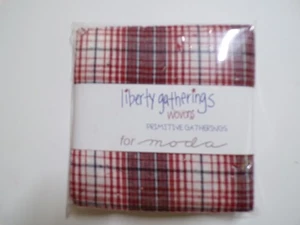 liberty gatherings
wovens
PRIMITIVE GATHERINGS
for moda